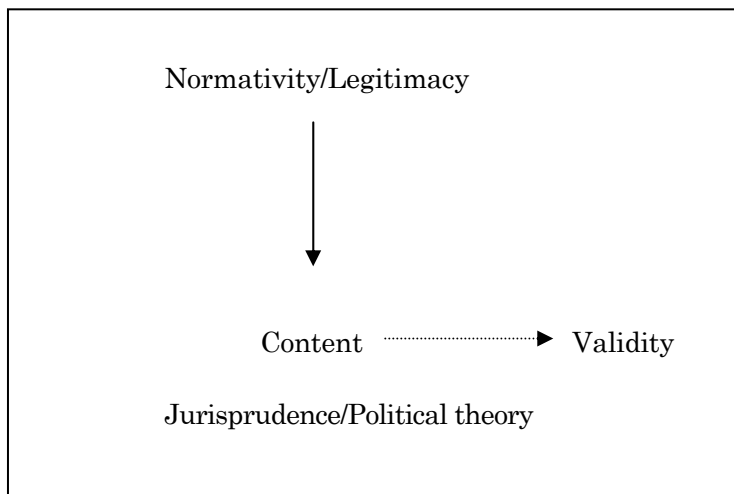 Normativity/Legitimacy
Content Validity
Jurisprudence/Political theory